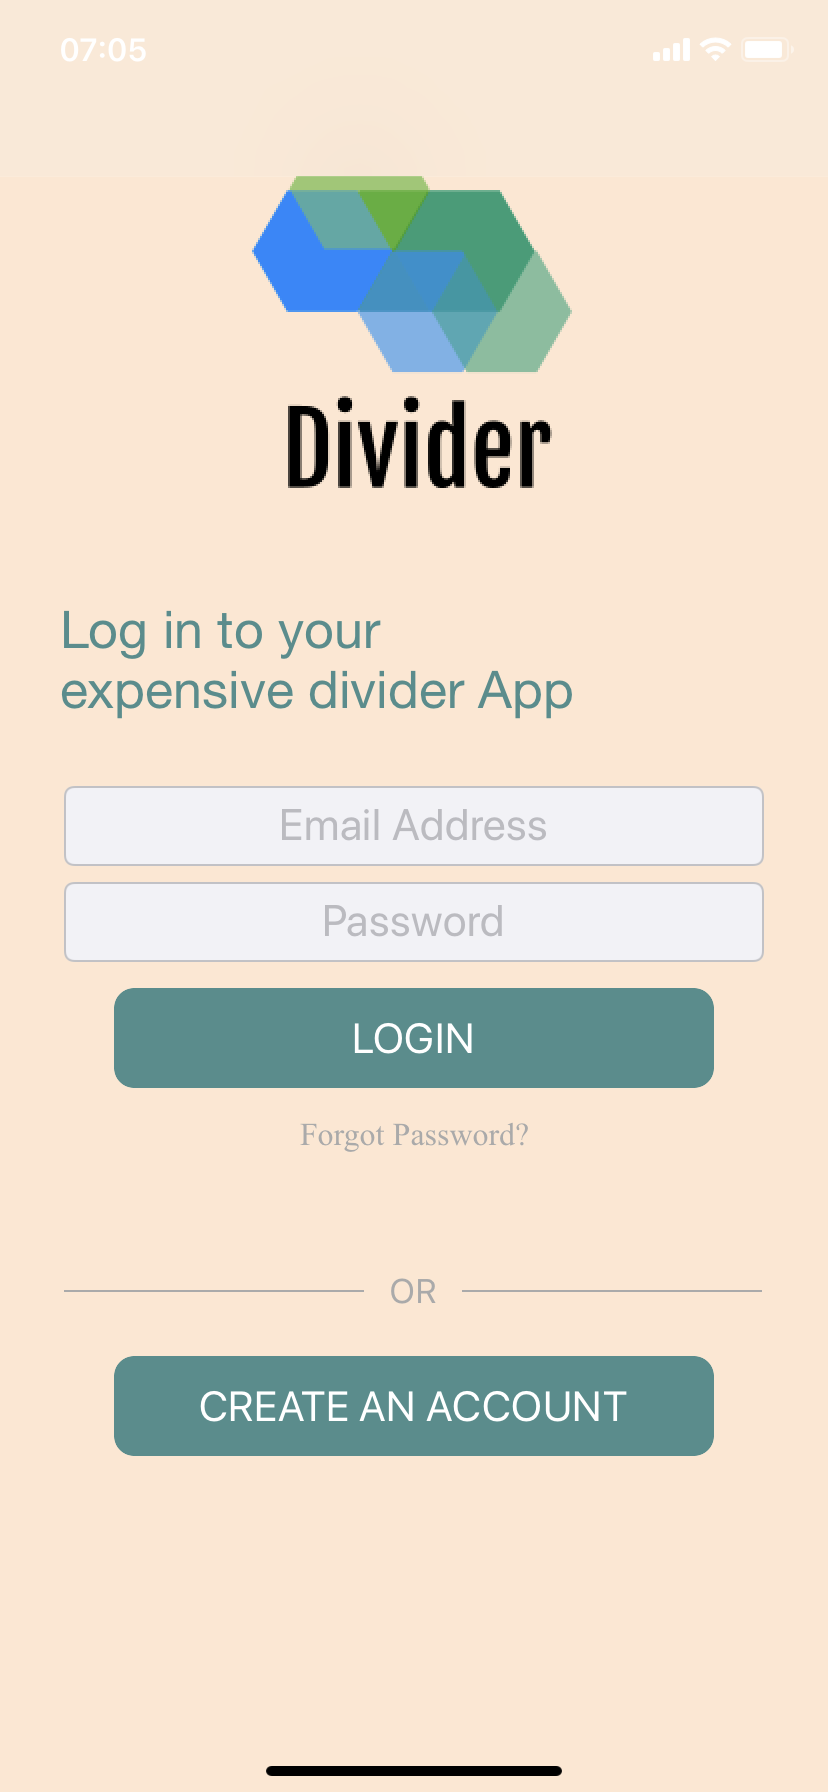 07:05
Divider
Log in to your
expensive divider App
Email Address
Password
LOGIN
Forgot Password?
OR
CREATE AN ACCOUNT